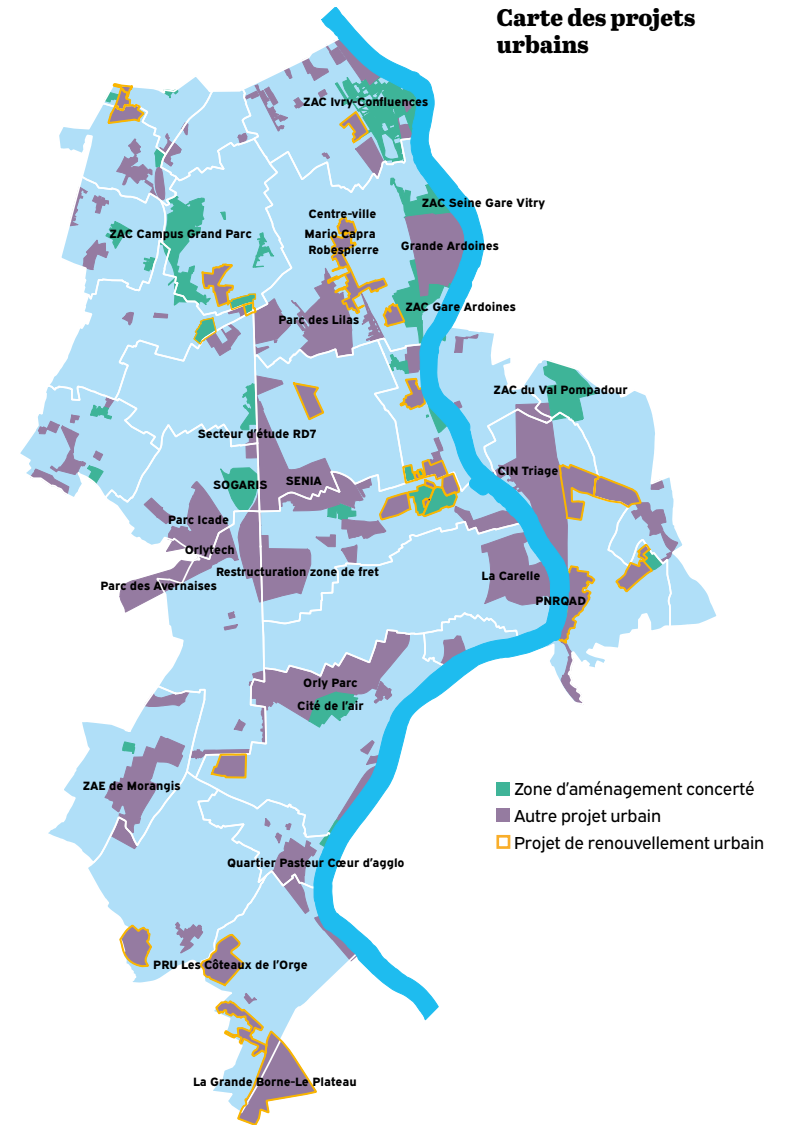 Carte des projets
urbains
ZAC Ivry-Confluences
ZAC Seine Gare Vitry
Centre-ville
Mario Capra
Robespierre
ZAC Campus Grand Parc
Grande Ardoines
ZAC Gare Ardoines
Parc des Lilas
ZAC du Val Pompadour
Secteur d'étude RD7
CIN Triage
SOGARIS
SENIA
Parc Icade
Orlytech
Restructuration zone de fret
Parc des Avernaises
La Carelle
PNRQAD
Orly Parc
Cité de l'air
ZAE de Morangis
Zone d'aménagement concerté
Autre projet urbain
Projet de renouvellement urbain
Quartier Pasteur Cœur d'agglo
PRU Les Côteaux de l'Orge
La Grande Borne-Le Plateau